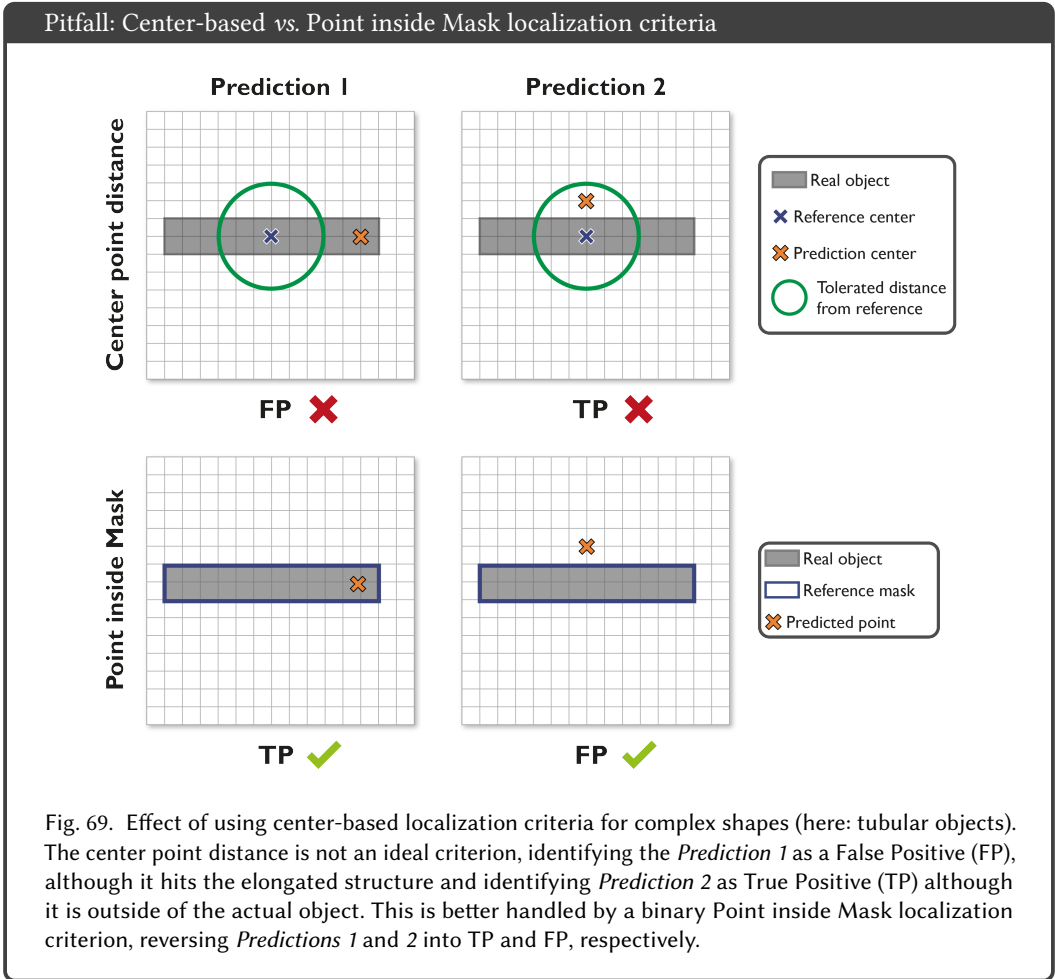 Pitfall: Center-based vs. Point inside Mask localization criteria
Prediction 1
Prediction 2
Center point distance
Real object
Reference center
Prediction center
Tolerated distance
from reference
FP
TP
Point inside Mask
Real object
Reference mask
Predicted point
TP
FP
Fig. 69. Effect of using center-based localization criteria for complex shapes (here: tubular objects).
The center point distance is not an ideal criterion, identifying the Prediction 1 as a False Positive (FP),
although it hits the elongated structure and identifying Prediction 2 as True Positive (TP) although
it is outside of the actual object. This is better handled by a binary Point inside Mask localization
criterion, reversing Predictions 1 and 2 into TP and FP, respectively.